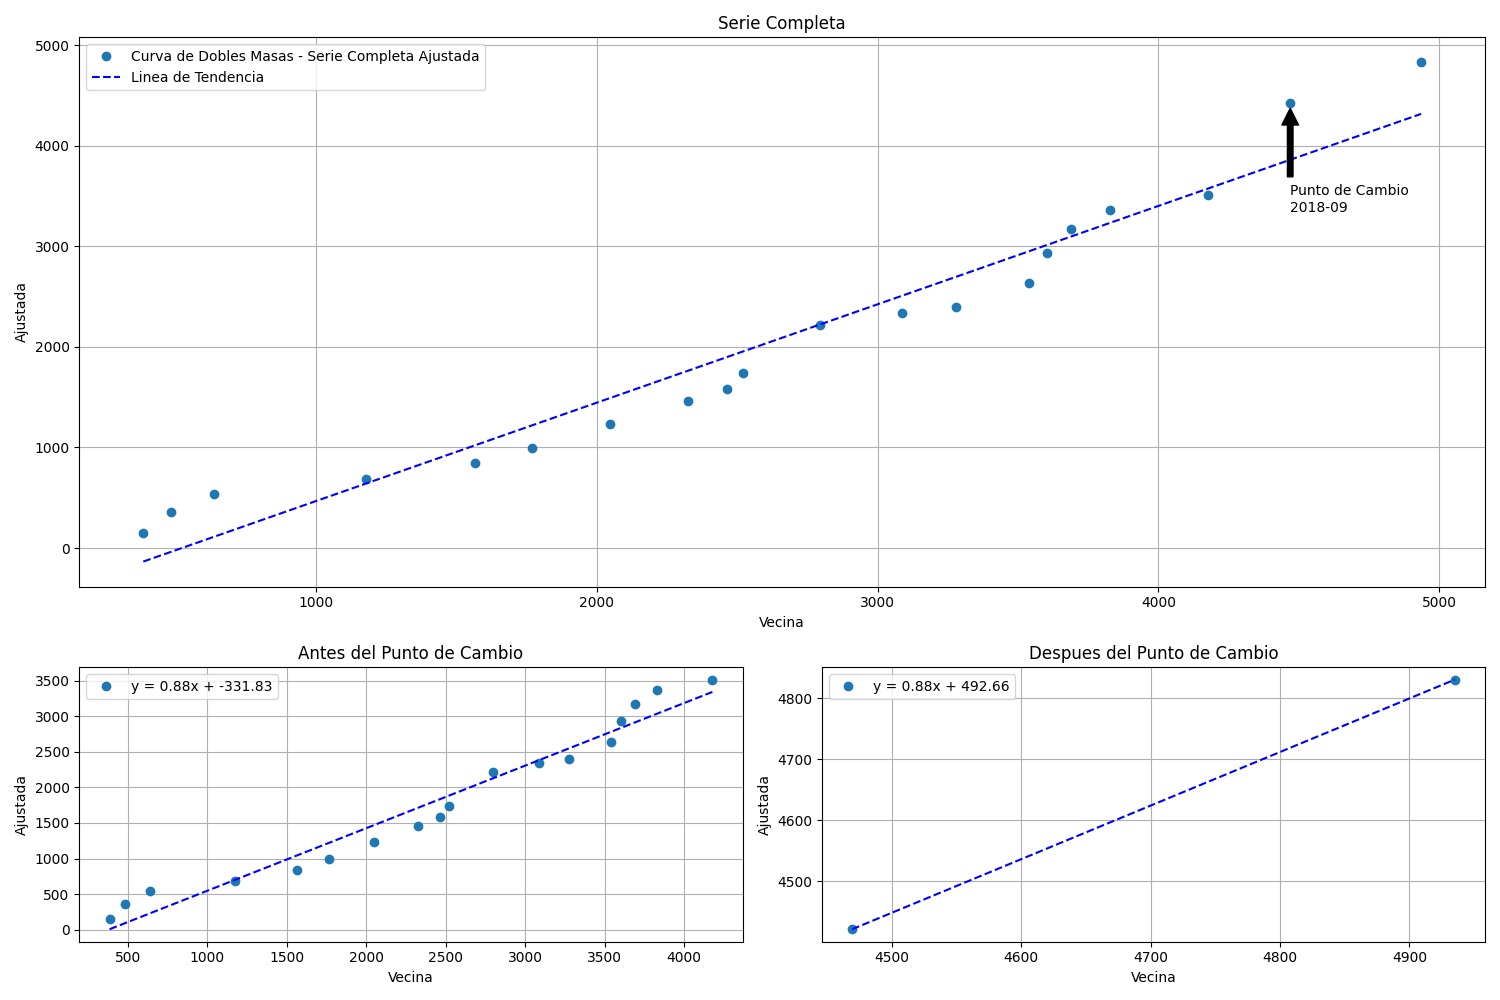 Serie Completa
Curva de Dobles Masas - Serie Completa Ajustada
Linea de Tendencia
5000
4000
3000
2000
1000
0
Ajustada
Punto de Cambio
2018-09
1000 2000 3000 4000 5000
Vecina
Antes del Punto de Cambio
y = 0.88x + -331.83
3500
3000
2500
2000
1500
1000
500
0
Ajustada
500 1000 1500 2000 2500 3000 3500 4000
Vecina
Despues del Punto de Cambio
y = 0.88x + 492.66
4800
4700
4600
4500
Ajustada
4500 4600 4700 4800 4900
Vecina